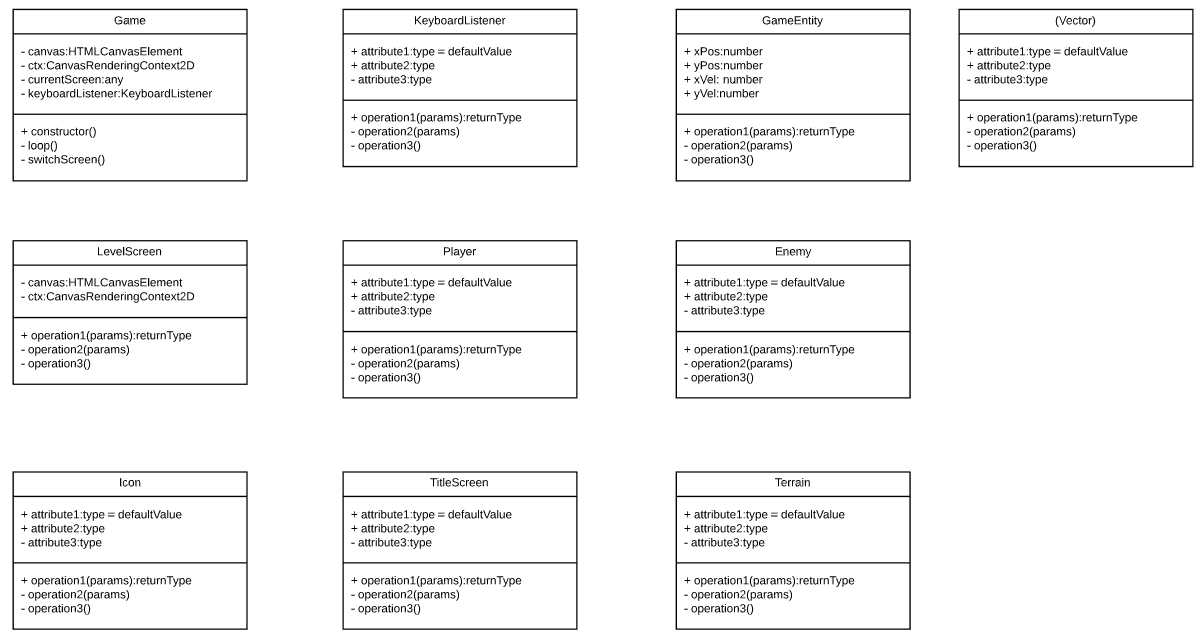 Game
- canvas:HTMLCanvasElement
- ctx:CanvasRenderingContext2D
- currentScreen:any
- keyboardListener:KeyboardListener
+ constructor()
- loop()
- switchScreen()
KeyboardListener
+ attribute1:type = defaultValue
+ attribute2:type
- attribute3:type
+ operation1(params):returnType
- operation2(params)
- operation3()
GameEntity
+ xPos:number
+ yPos:number
+ xVel: number
+ yVel:number
+ operation1(params):returnType
- operation2(params)
- operation3()
(Vector)
+ attribute1:type = defaultValue
+ attribute2:type
- attribute3:type
+ operation1(params):returnType
- operation2(params)
- operation3()
LevelScreen
- canvas:HTMLCanvasElement
- ctx:CanvasRenderingContext2D
+ operation1(params):returnType
- operation2(params)
- operation3()
Player
+ attribute1:type = defaultValue
+ attribute2:type
- attribute3:type
+ operation1(params):returnType
- operation2(params)
- operation3()
Enemy
+ attribute1:type = defaultValue
+ attribute2:type
- attribute3:type
+ operation1(params):returnType
- operation2(params)
- operation3()
Icon
+ attribute1:type = defaultValue
+ attribute2:type
- attribute3:type
+ operation1(params):returnType
- operation2(params)
- operation3()
TitleScreen
+ attribute1:type = defaultValue
+ attribute2:type
- attribute3:type
+ operation1(params):returnType
- operation2(params)
- operation3()
Terrain
+ attribute1:type = defaultValue
+ attribute2:type
- attribute3:type
+ operation1(params):returnType
- operation2(params)
- operation3()